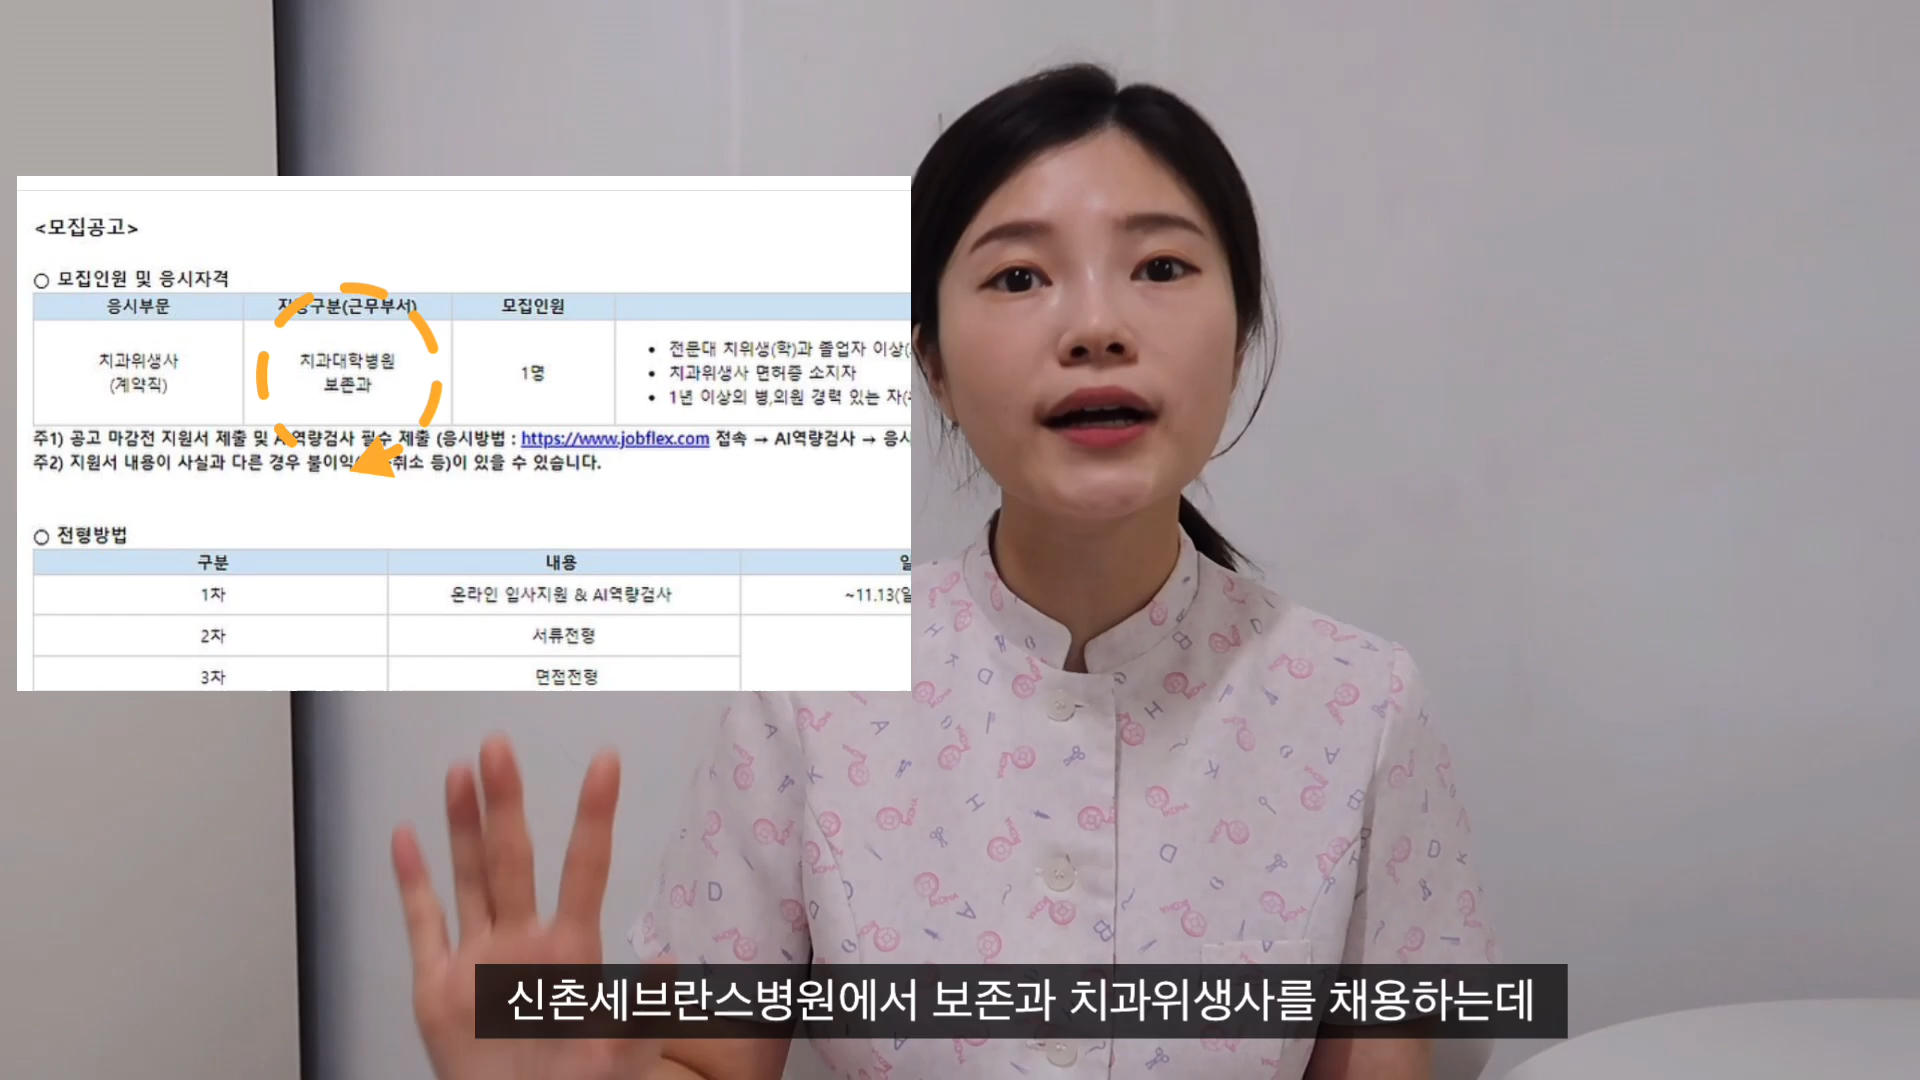 <모집공고>
○ 모집인원 및 응시자격
응시부문 구분(근무부서) 모집인원
치과위생사
(계약직)
치과대학병원
보존과
1명
• 전문대 치위생(학)과 졸업자 이상
• 치과위생사 면허증 소지자
• 1년 이상의 병,의원 경력 있는 자
주1) 공고 마감전 지원서 제출 및 AI역량검사 필수 제출 (응시방법 : https://www.jobflex.com 접속 → AI역량검사 →
주2) 지원서 내용이 사실과 다른 경우 불이익 취소 등)이 있을 수 있습니다.
○ 전형방법
구분 내용
1차 온라인 입사지원 & AI역량검사 ~11.13
2차 서류전형
3차 면접전형
신촌세브란스병원에서 보존과 치과위생사를 채용하는데